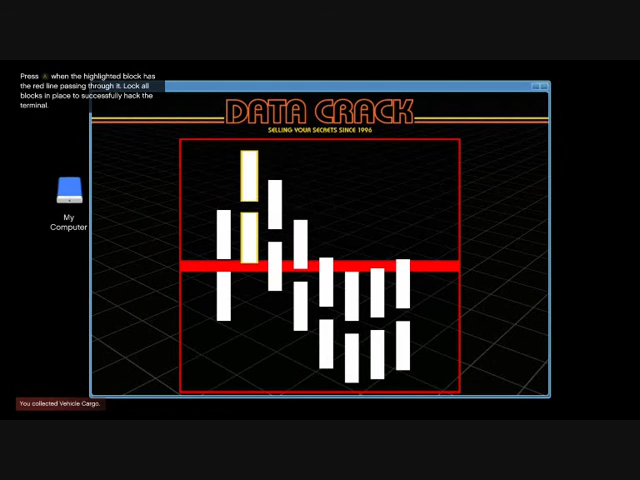 Press A when the highlighted block has
the red line passing through it. Lock all
blocks in place to successfully hack the
terminal.
DATA CRACK
SELLING YOUR SECRETS SINCE 1996
My
Computer
You collected Vehicle Cargo.